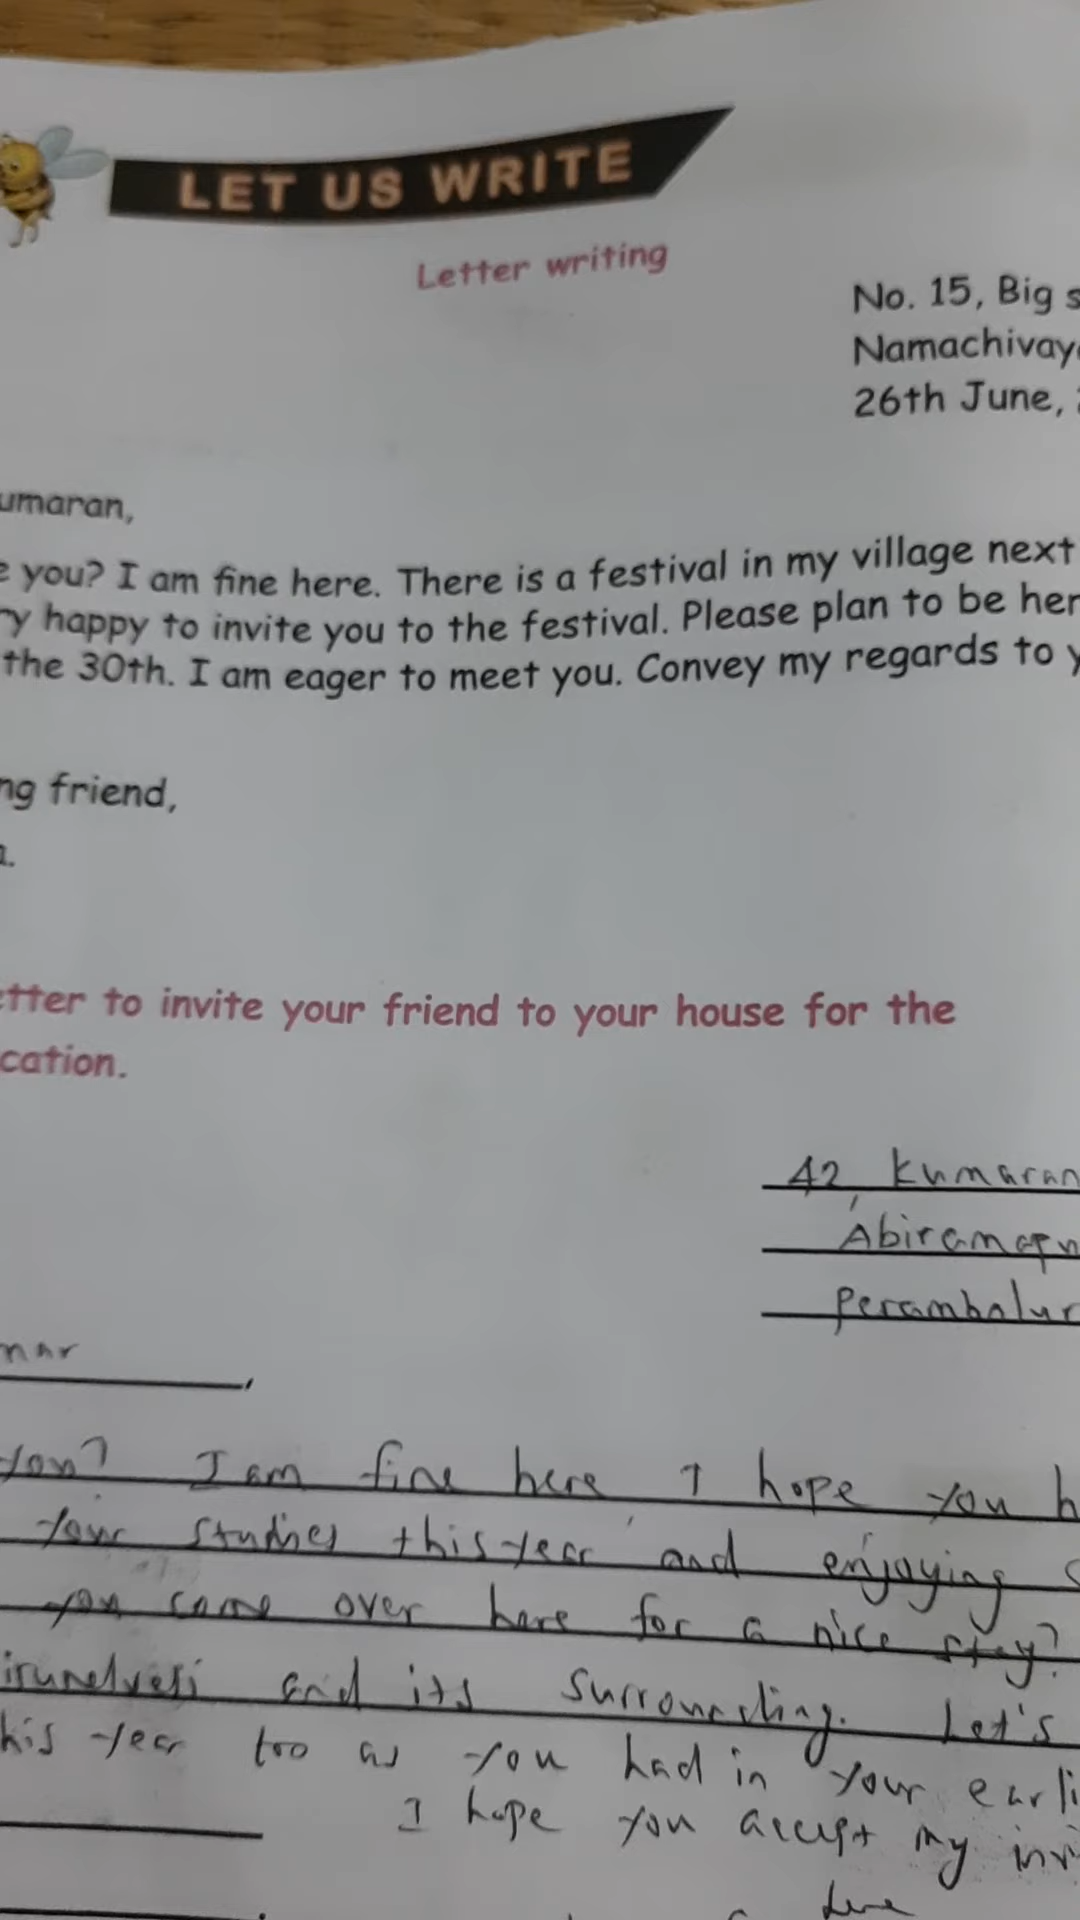 LET US WRITE
Letter writing
No. 15, Big s
Namachivay
26th June,
umaran,
e you? I am fine here. There is a festival in my village next
ry happy to invite you to the festival. Please plan to be her
the 30th. I am eager to meet you. Convey my regards to y
ng friend,
a.
etter to invite your friend to your house for the
cation.
42, Kumaran
Abiramapu
Perambalur
mar,
you? I am fine here I hope you h
your studies this year and enjoying
you come over here for a nice stay?
irunelveli and its surrounding. Let's
his year too as you had in your earli
I hope you accept my inv